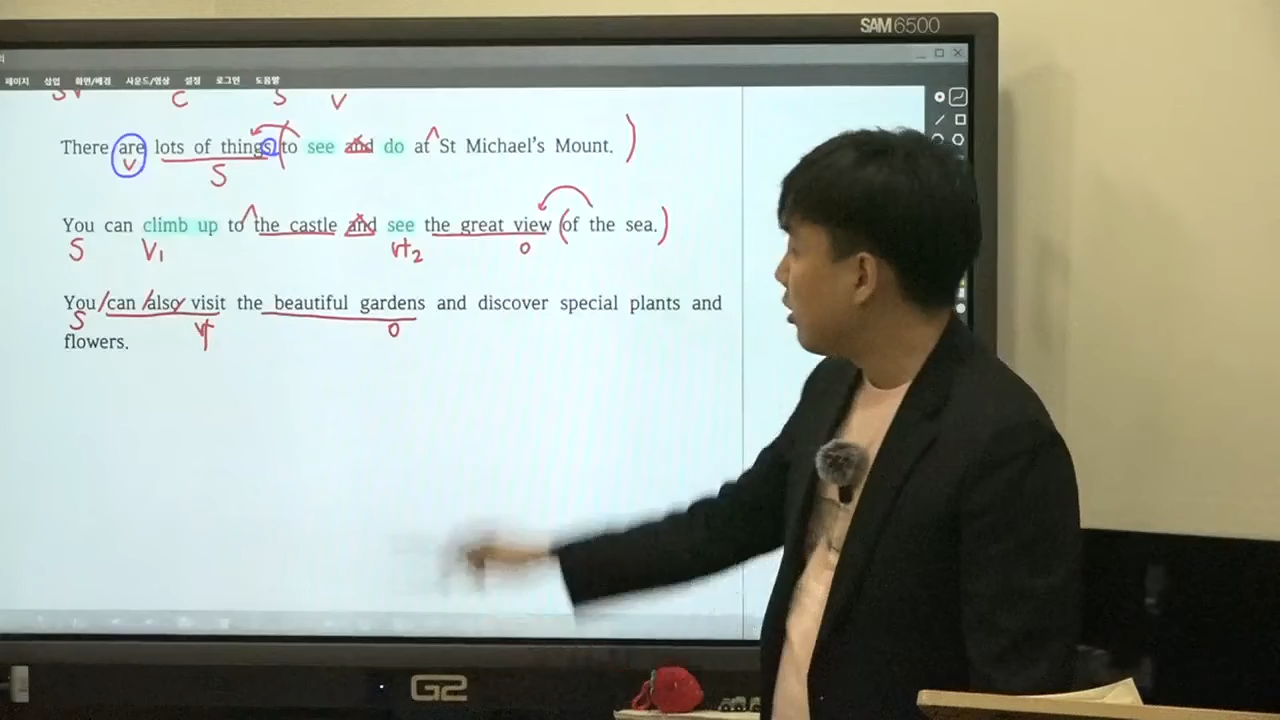 SAM6500
페이지 삽입 화면/배경 사운드/영상 설정 로그인 도움말
SV C S V
There are lots of things to see and do at St Michael's Mount.
V S
You can climb up to the castle and see the great view of the sea.
S V1 vt2 o
You can also visit the beautiful gardens and discover special plants and
S vt o
flowers.
G2